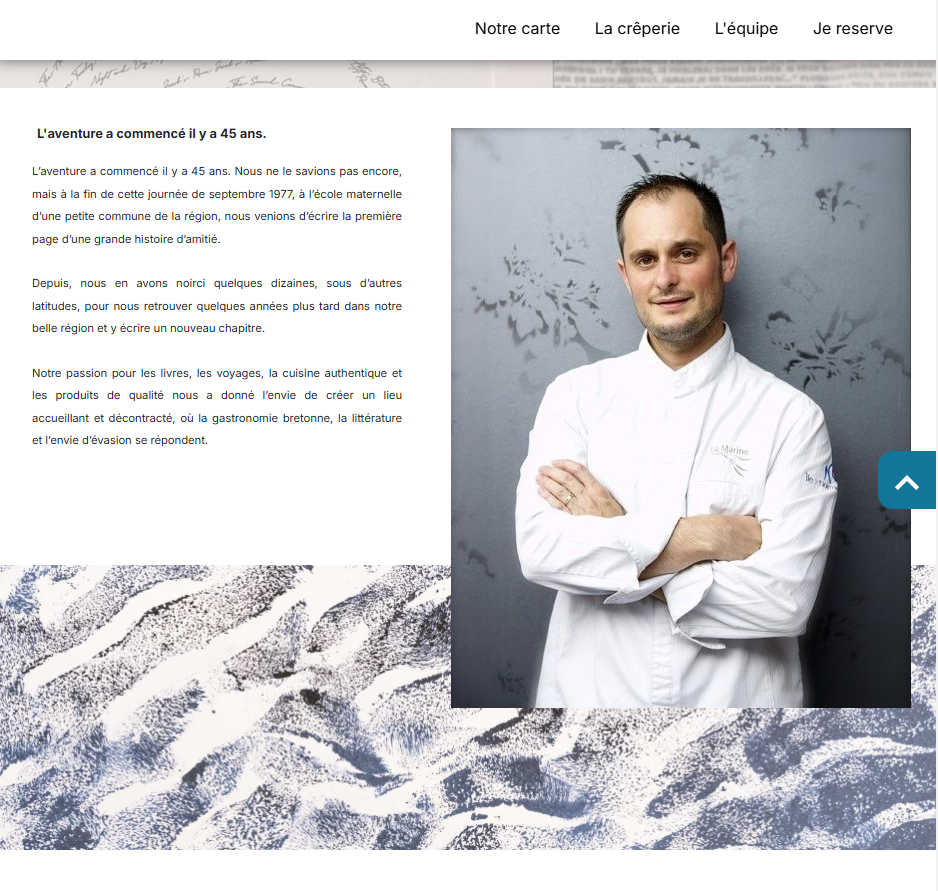 Notre carte La crêperie L'équipe Je reserve
L'aventure a commencé il y a 45 ans.
L’aventure a commencé il y a 45 ans. Nous ne le savions pas encore,
mais à la fin de cette journée de septembre 1977, à l’école maternelle
d’une petite commune de la région, nous venions d’écrire la première
page d’une grande histoire d’amitié.
Depuis, nous en avons noirci quelques dizaines, sous d’autres
latitudes, pour nous retrouver quelques années plus tard dans notre
belle région et y écrire un nouveau chapitre.
Notre passion pour les livres, les voyages, la cuisine authentique et
les produits de qualité nous a donné l’envie de créer un lieu
accueillant et décontracté, où la gastronomie bretonne, la littérature
et l’envie d’évasion se répondent.
La Marine